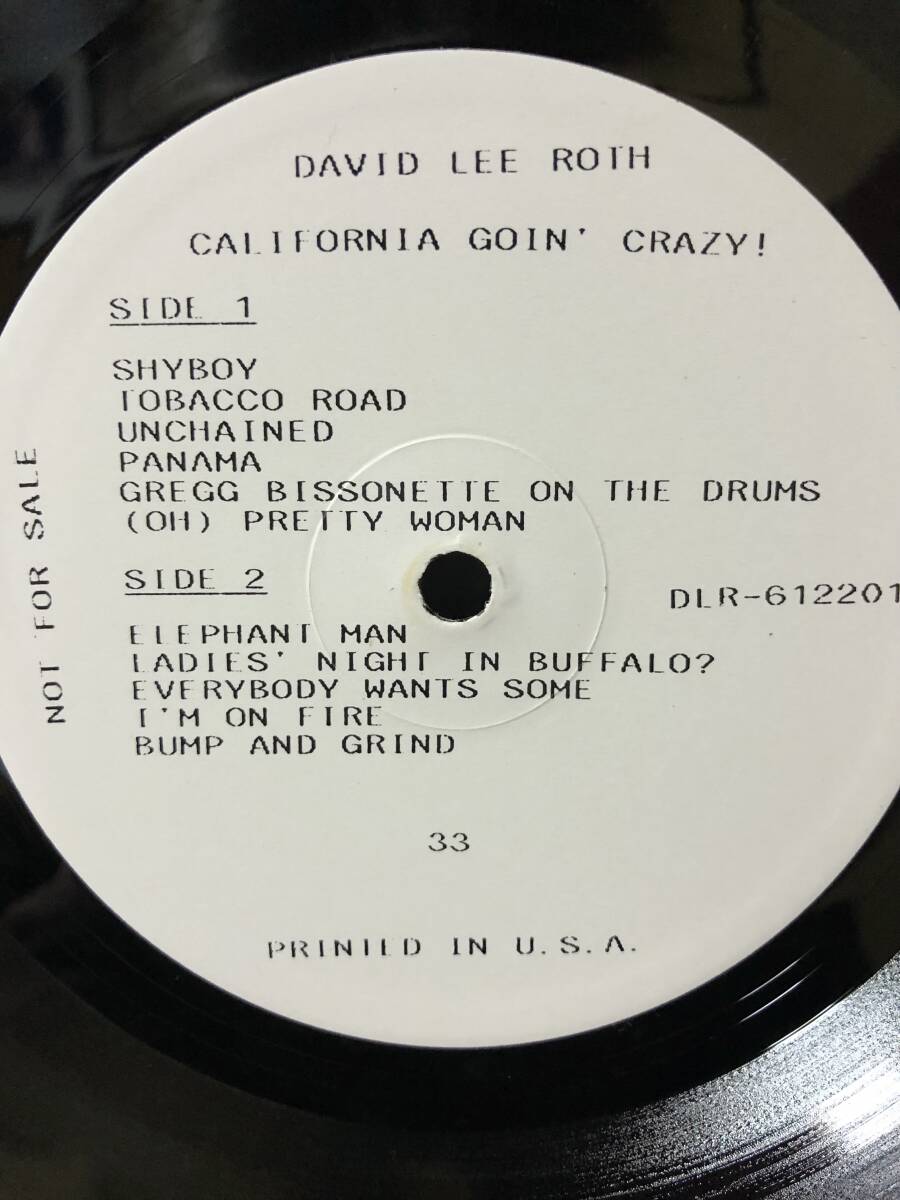 DAVID LEE ROTH
CALIFORNIA GOIN' CRAZY!
SIDE 1
SHYBOY
TOBACCO ROAD
UNCHAINED
PANAMA
GREGG BISSONETTE ON THE DRUMS
(OH) PRETTY WOMAN
SIDE 2
ELEPHANT MAN
LADIES' NIGHT IN BUFFALO?
EVERYBODY WANTS SOME
I'M ON FIRE
BUMP AND GRIND
NOT FOR SALE
DLR-612201
33
PRINTED IN U.S.A.